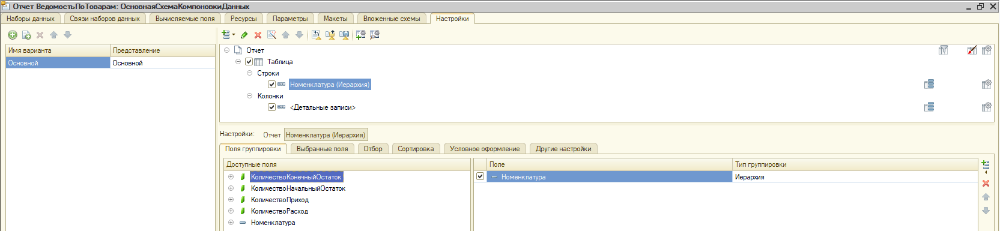 Отчет ВедомостьПоТоварам: ОсновнаяСхемаКомпоновкиДанных
Наборы данных Связи наборов данных Вычисляемые поля Ресурсы Параметры Макеты Вложенные схемы Настройки
Имя варианта Представление
Основной Основной
Отчет
Таблица
Строки
Номенклатура (Иерархия)
Колонки
<Детальные записи>
Настройки: Отчет Номенклатура (Иерархия)
Поля группировки Выбранные поля Отбор Сортировка Условное оформление Другие настройки
Доступные поля
КоличествоКонечныйОстаток
КоличествоНачальныйОстаток
КоличествоПриход
КоличествоРасход
Номенклатура
Поле Тип группировки
Номенклатура Иерархия